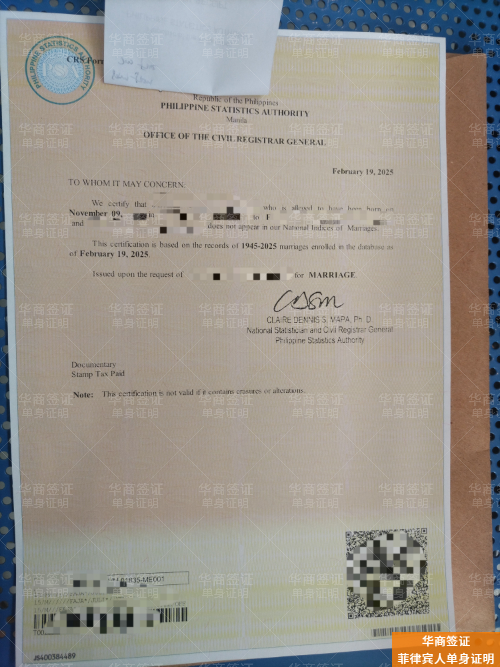 CRS Form
PHILIPPINE STATISTICS AUTHORITY
Republic of the Philippines
PHILIPPINE STATISTICS AUTHORITY
Manila
OFFICE OF THE CIVIL REGISTRAR GENERAL
February 19, 2025
TO WHOM IT MAY CONCERN:
We certify that who is alleged to have been born on
November 09, in to
and does not appear in our National Indices of Marriages.
This certification is based on the records of 1945-2025 marriages enrolled in the database as
of February 19, 2025.
Issued upon the request of for MARRIAGE.
CLAIRE DENNIS S. MAPA, Ph. D.
National Statistician and Civil Registrar General
Philippine Statistics Authority
Documentary
Stamp Tax Paid
Note: This certification is not valid if it contains erasures or alterations.
JS400384489
华商签证
单身证明
华商签证
菲律宾人单身证明